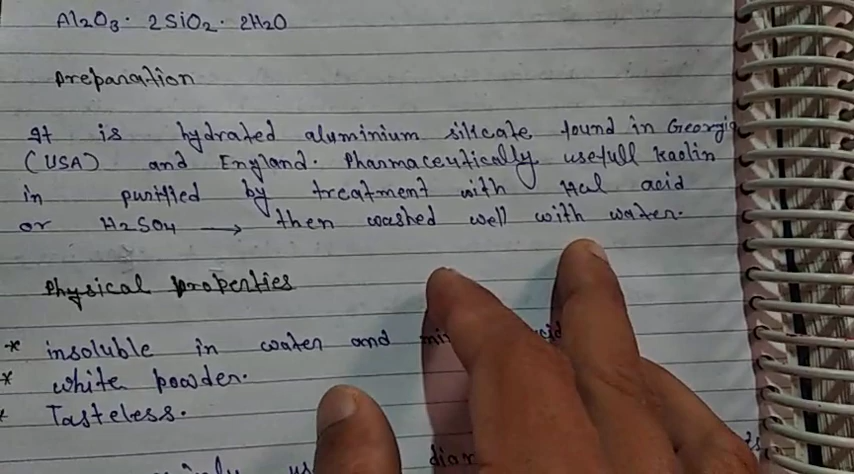 Al2O3. 2SiO2. 2H2O
preparation
It is hydrated aluminium silicate found in Georgia
(USA) and England. Pharmaceutically usefull kaolin
in purified by treatment with Hcl acid
or H2SO4 → then washed well with water.
physical properties
* insoluble in water and
* white powder.
* Tasteless.